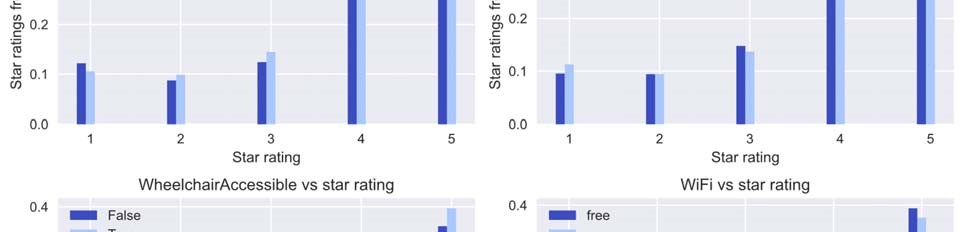 Star ratings
0.2
0.1
0.0
1 2 3 4 5
Star rating
Star ratings
0.2
0.1
0.0
1 2 3 4 5
Star rating
WheelchairAccessible vs star rating
0.4
False
WiFi vs star rating
0.4
free